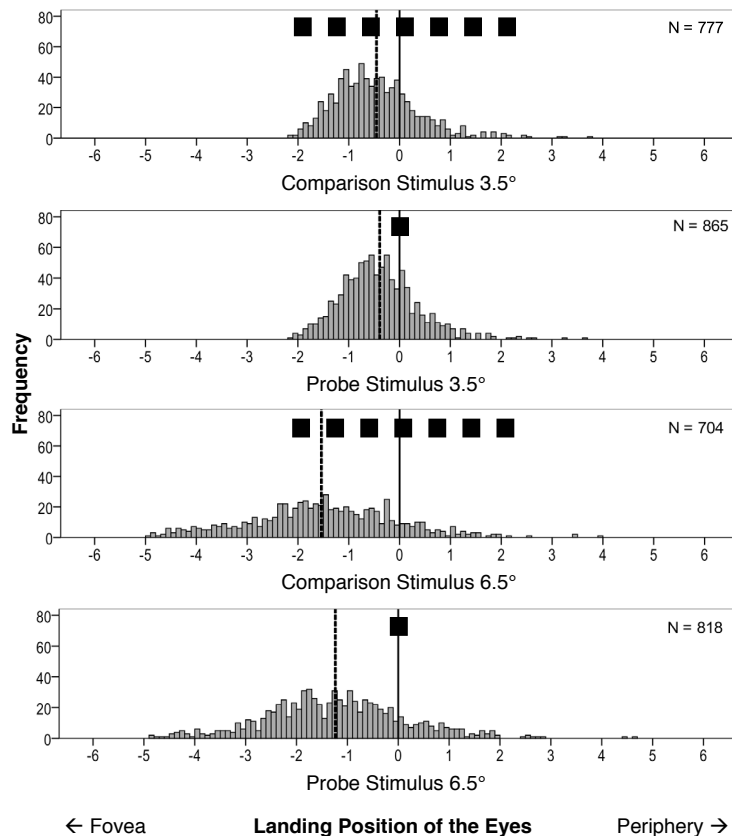 80
N = 777
60
40
20
0
-6 -5 -4 -3 -2 -1 0 1 2 3 4 5 6
Comparison Stimulus 3.5°
80
N = 865
60
40
20
0
-6 -5 -4 -3 -2 -1 0 1 2 3 4 5 6
Probe Stimulus 3.5°
Frequency
80
N = 704
60
40
20
0
-6 -5 -4 -3 -2 -1 0 1 2 3 4 5 6
Comparison Stimulus 6.5°
80
N = 818
60
40
20
0
-6 -5 -4 -3 -2 -1 0 1 2 3 4 5 6
Probe Stimulus 6.5°
← Fovea Landing Position of the Eyes Periphery →